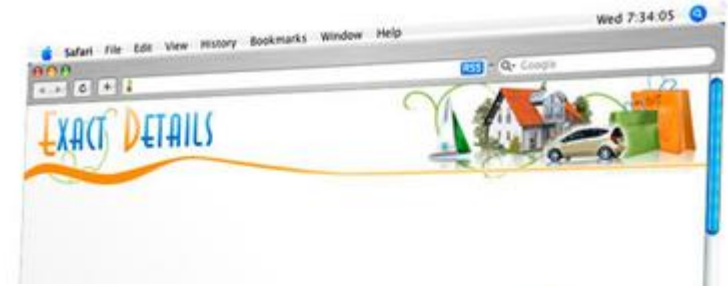 Wed 7:34:05
Safari File Edit View History Bookmarks Window Help
RSS Google
EXACT DETAILS